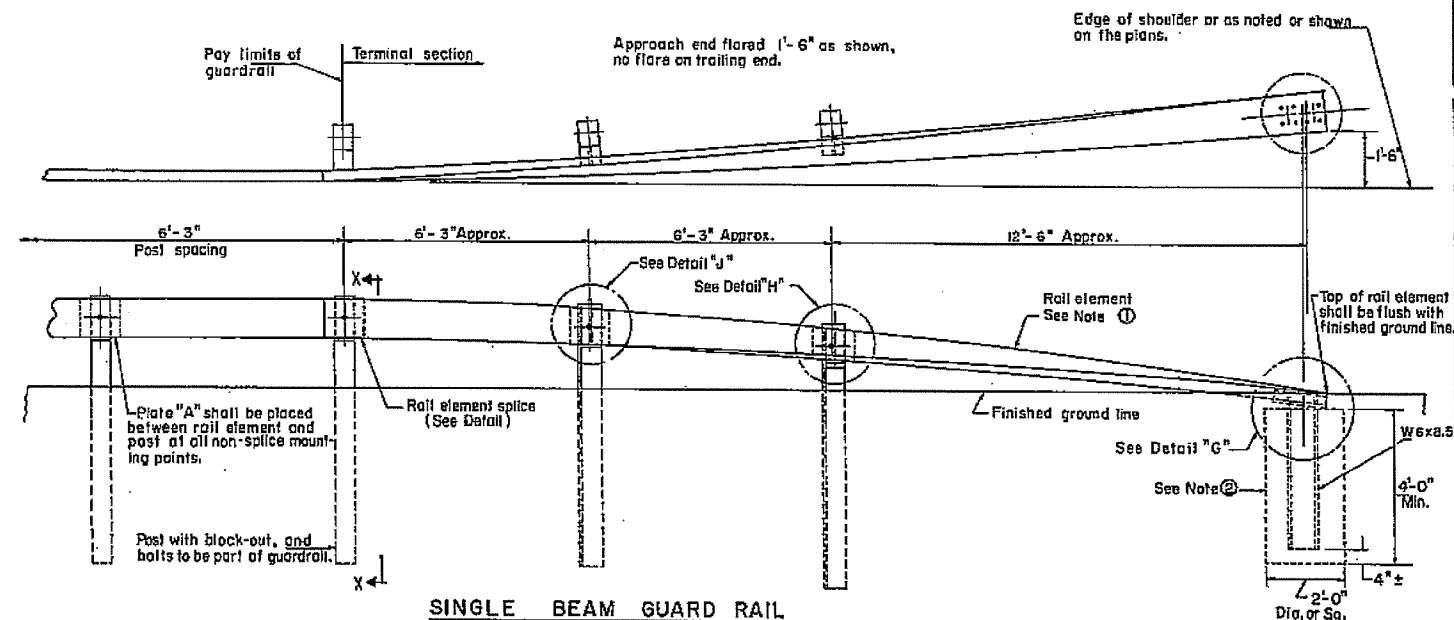 Edge of shoulder or as noted or shown
on the plans.
Pay limits of
guardrail
Terminal section
Approach end flared 1'-6" as shown,
no flare on trailing end.
1'-6"
6'-3"
Post spacing
6'-3" Approx.
6'-3" Approx.
12'-6" Approx.
X
See Detail "J"
See Detail "H"
Rail element
See Note ①
Top of rail element
shall be flush with
finished ground line.
Plate "A" shall be placed
between rail element and
post at all non-splice mount-
ing points.
Rail element splice
(See Detail)
Finished ground line
See Detail "G"
W6x8.5
See Note ②
4'-0"
Min.
Post with block-out, and
bolts to be part of guardrail.
X
4" ±
2'-0"
Dia. or Sq.
SINGLE BEAM GUARD RAIL